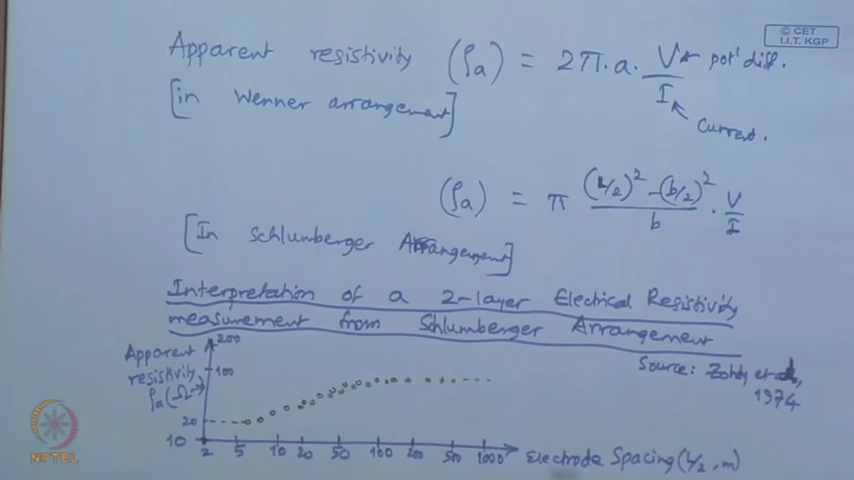 © CET
I.I.T. KGP
Apparent resistivity (ρa) = 2π.a. V/I ← pot' diff.
[in Wenner arrangement] Current.
(ρa) = π ((L/2)² - (b/2)²)/b . V/I
[In Schlumberger Arrangement]
Interpretation of a 2-layer Electrical Resistivity
measurement from Schlumberger Arrangement
Source: Zohdy et al,
1974
Apparent
resistivity
ρa (Ω-
200
100
20
10
2 5 10 20 50 100 200 500 1000
Electrode Spacing (L/2, m)
NPTEL